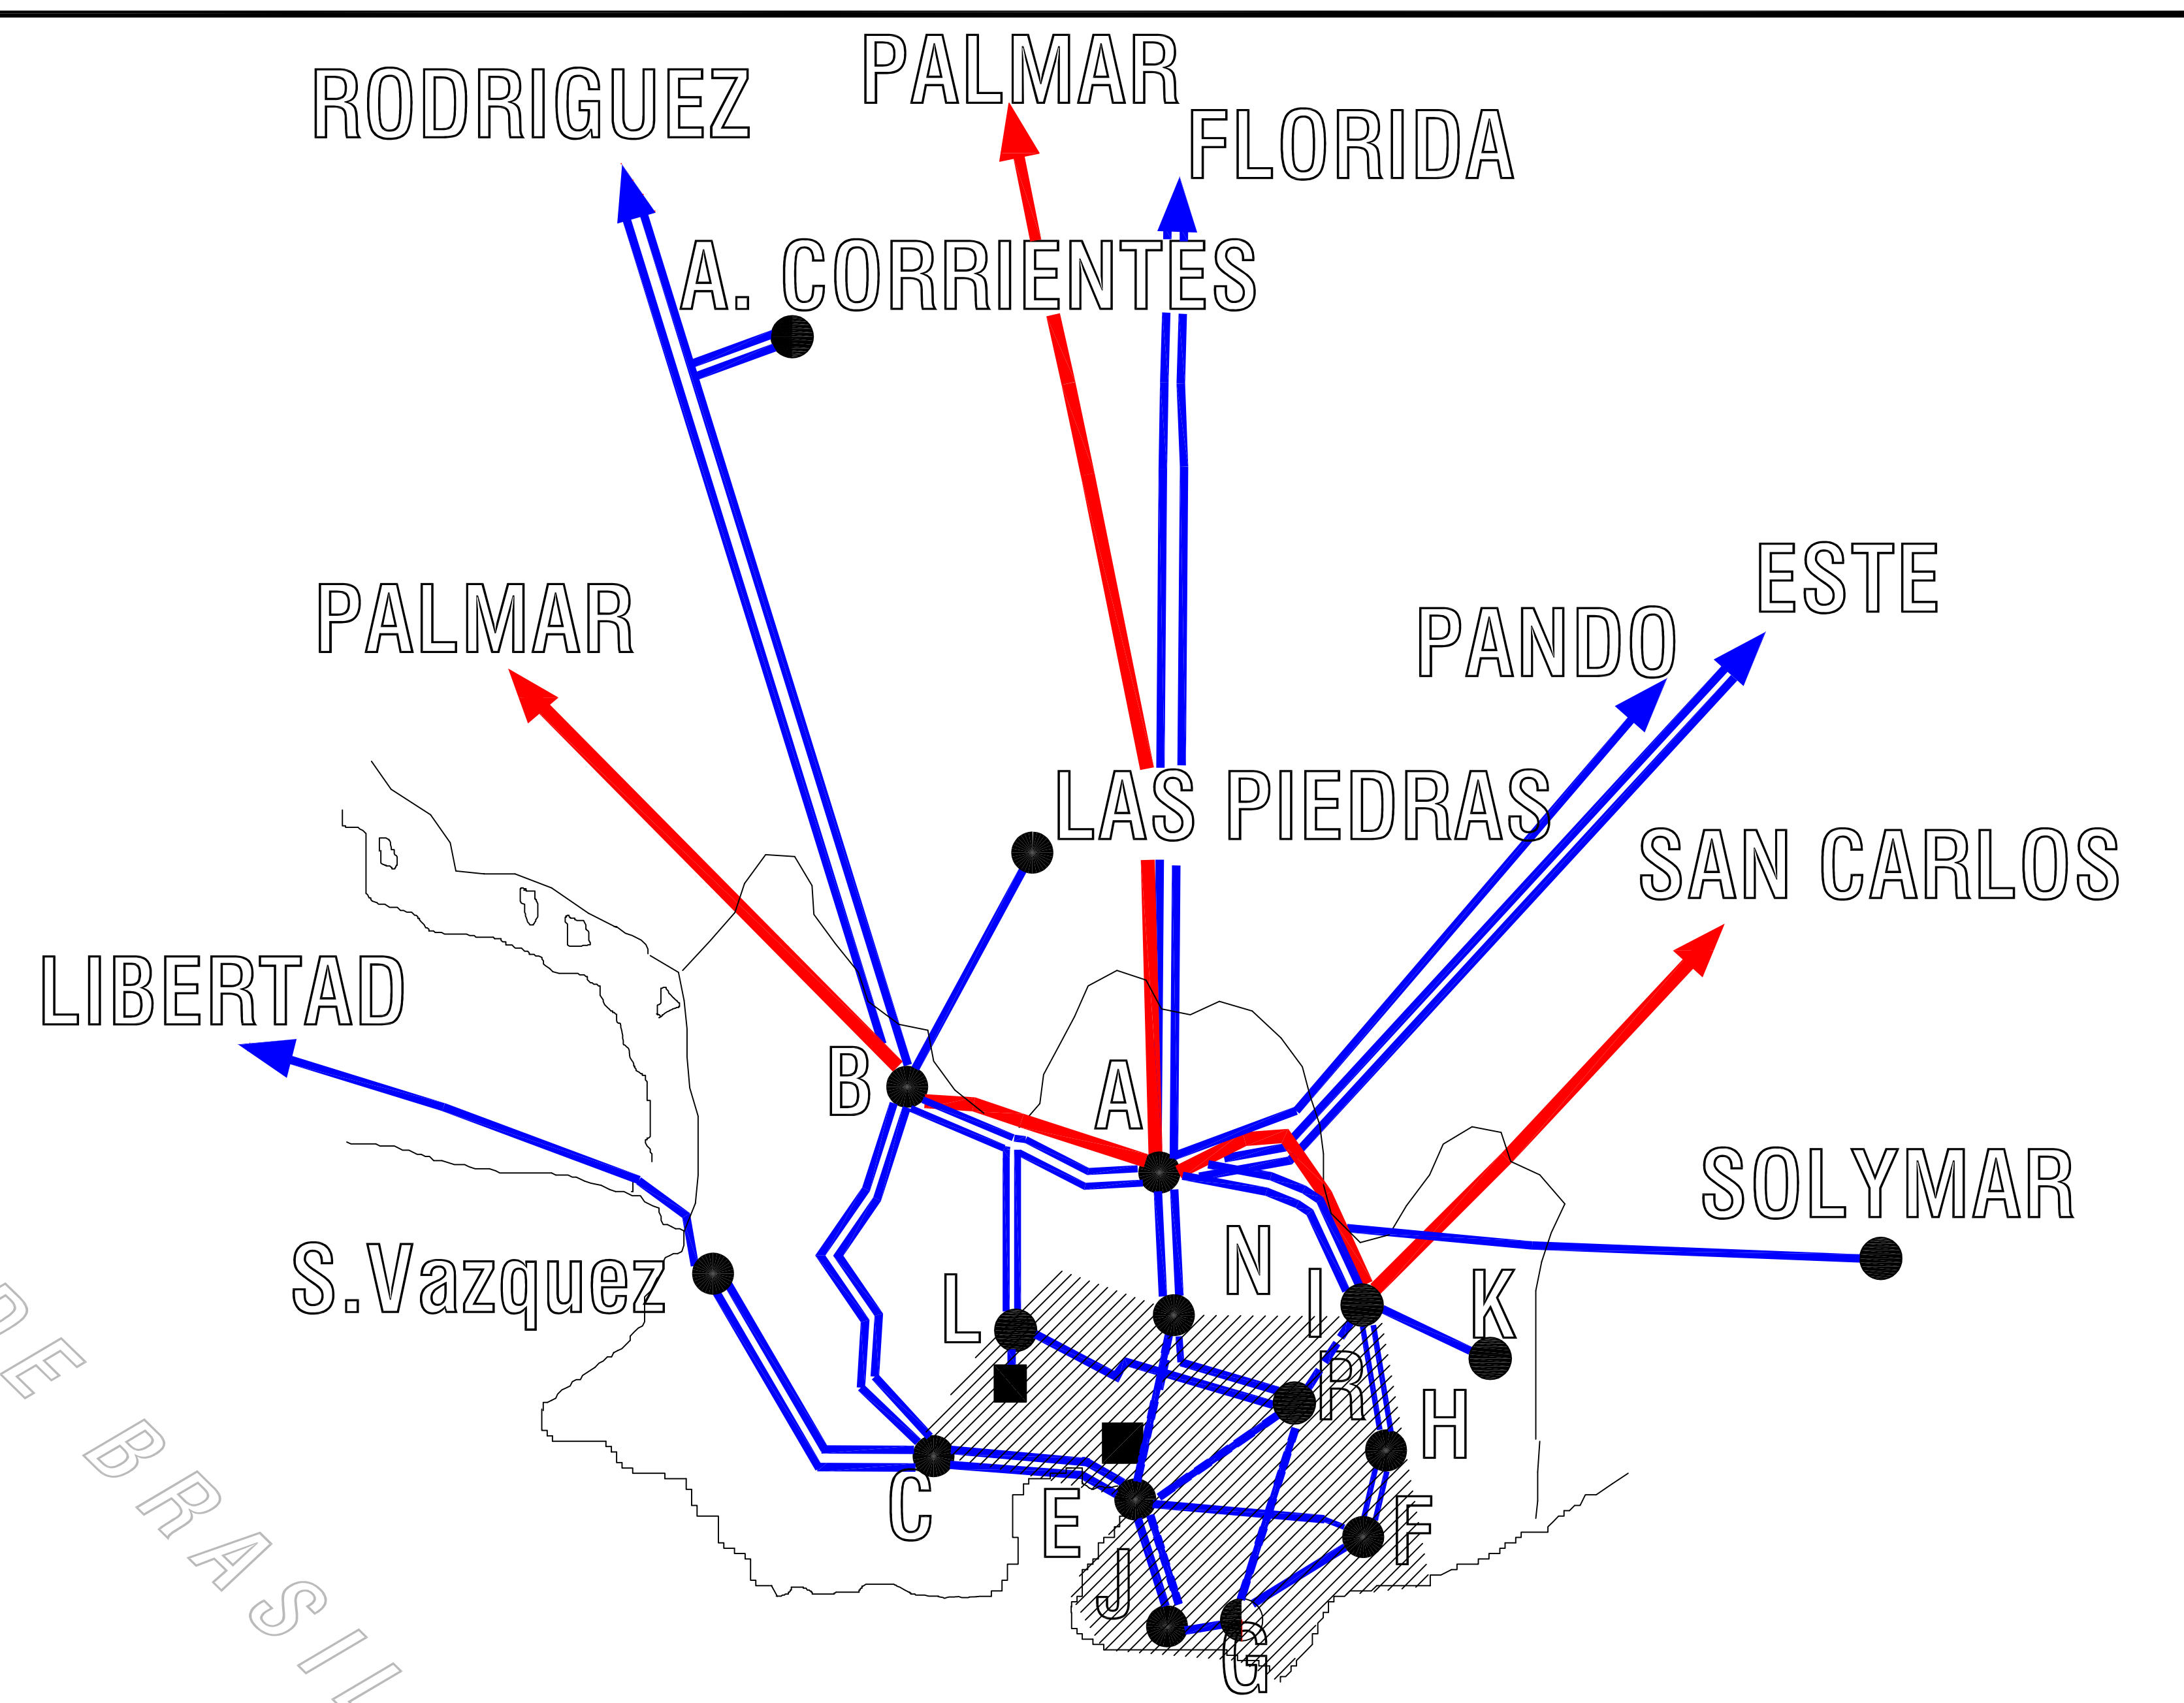 PALMAR
RODRIGUEZ
FLORIDA
A. CORRIENTES
ESTE
PALMAR
PANDO
LAS PIEDRAS
SAN CARLOS
LIBERTAD
B
A
SOLYMAR
N
S.Vazquez
L
I
K
R
H
C
E
F
J
G
DE BRASIL